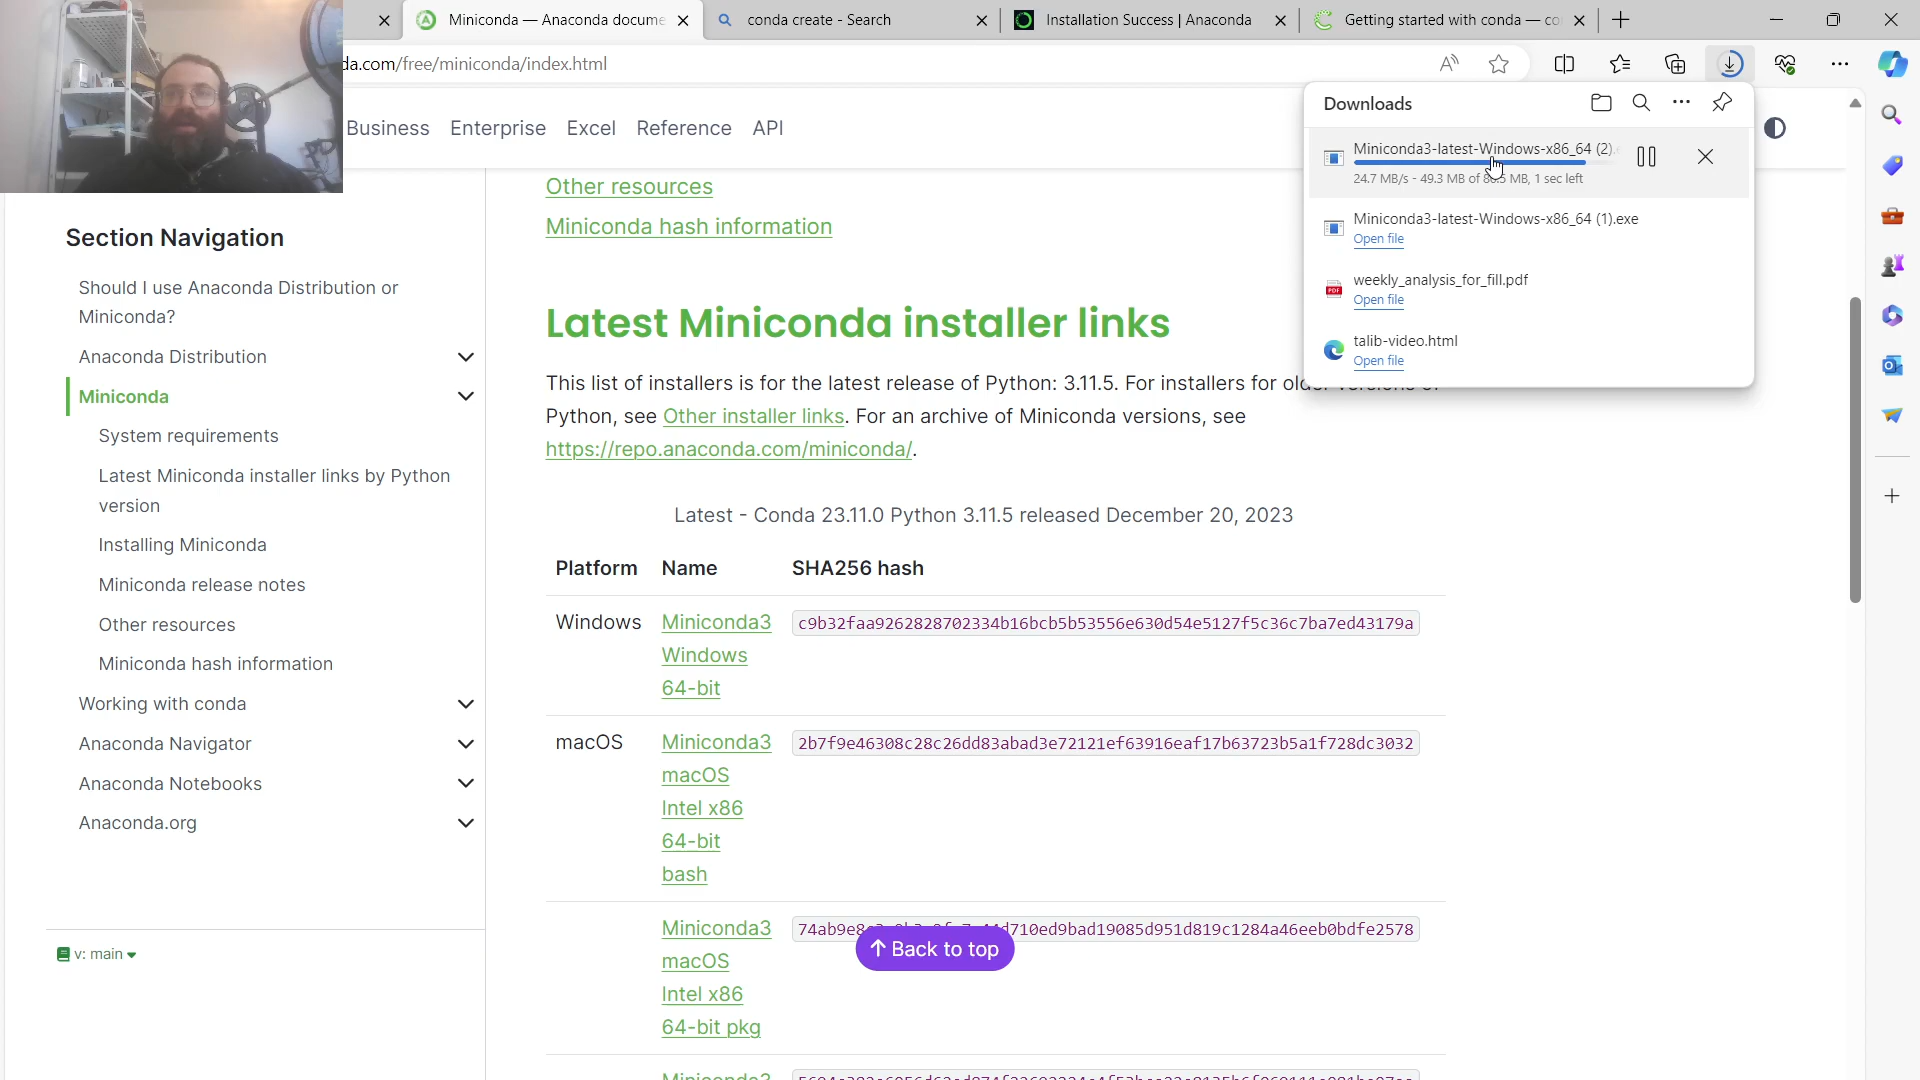 Miniconda — Anaconda docume
conda create - Search
Installation Success | Anaconda
Getting started with conda — co
da.com/free/miniconda/index.html
Business Enterprise Excel Reference API
Downloads
Miniconda3-latest-Windows-x86_64 (2).e
24.7 MB/s - 49.3 MB of 80.5 MB, 1 sec left
Miniconda3-latest-Windows-x86_64 (1).exe
Open file
weekly_analysis_for_fill.pdf
Open file
talib-video.html
Open file
Section Navigation
Should I use Anaconda Distribution or
Miniconda?
Anaconda Distribution
Miniconda
System requirements
Latest Miniconda installer links by Python
version
Installing Miniconda
Miniconda release notes
Other resources
Miniconda hash information
Working with conda
Anaconda Navigator
Anaconda Notebooks
Anaconda.org
v: main
Other resources
Miniconda hash information
Latest Miniconda installer links
This list of installers is for the latest release of Python: 3.11.5. For installers for
Python, see Other installer links. For an archive of Miniconda versions, see
https://repo.anaconda.com/miniconda/.
Latest - Conda 23.11.0 Python 3.11.5 released December 20, 2023
Platform Name SHA256 hash
Windows Miniconda3 c9b32faa9262828702334b16bcb5b53556e630d54e5127f5c36c7ba7ed43179a
Windows
64-bit
macOS Miniconda3 2b7f9e46308c28c26dd83abad3e72121ef63916eaf17b63723b5a1f728dc3032
macOS
Intel x86
64-bit
bash
Miniconda3
macOS
Intel x86
64-bit pkg
Back to top